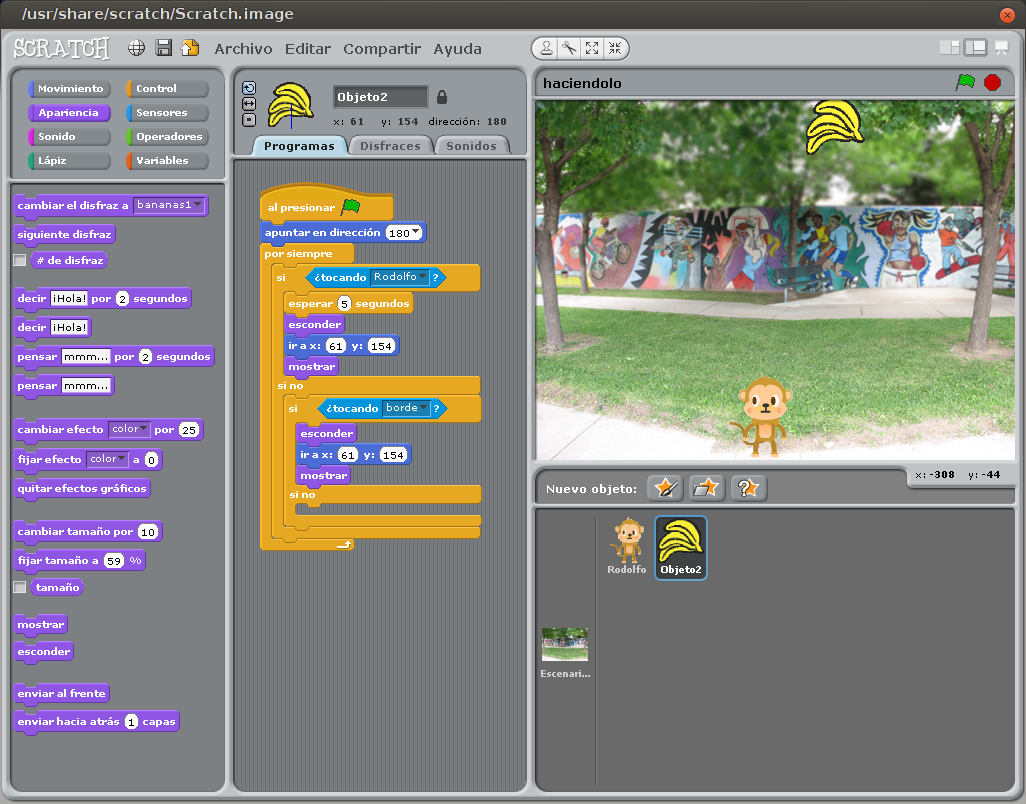 /usr/share/scratch/Scratch.image
SCRATCH
Archivo Editar Compartir Ayuda
Movimiento
Control
Apariencia
Sensores
Sonido
Operadores
Lápiz
Variables
cambiar el disfraz a bananas1
siguiente disfraz
# de disfraz
decir ¡Hola! por 2 segundos
decir ¡Hola!
pensar mmm... por 2 segundos
pensar mmm...
cambiar efecto color por 25
fijar efecto color a 0
quitar efectos gráficos
cambiar tamaño por 10
fijar tamaño a 59 %
tamaño
mostrar
esconder
enviar al frente
enviar hacia atrás 1 capas
Objeto2
x: 61 y: 154 dirección: 180
Programas
Disfraces
Sonidos
al presionar
apuntar en dirección 180
por siempre
si ¿tocando Rodolfo ?
esperar 5 segundos
esconder
ir a x: 61 y: 154
mostrar
si no
si ¿tocando borde ?
esconder
ir a x: 61 y: 154
mostrar
si no
haciendolo
x: -308 y: -44
Nuevo objeto:
Rodolfo
Objeto2
Escenari...